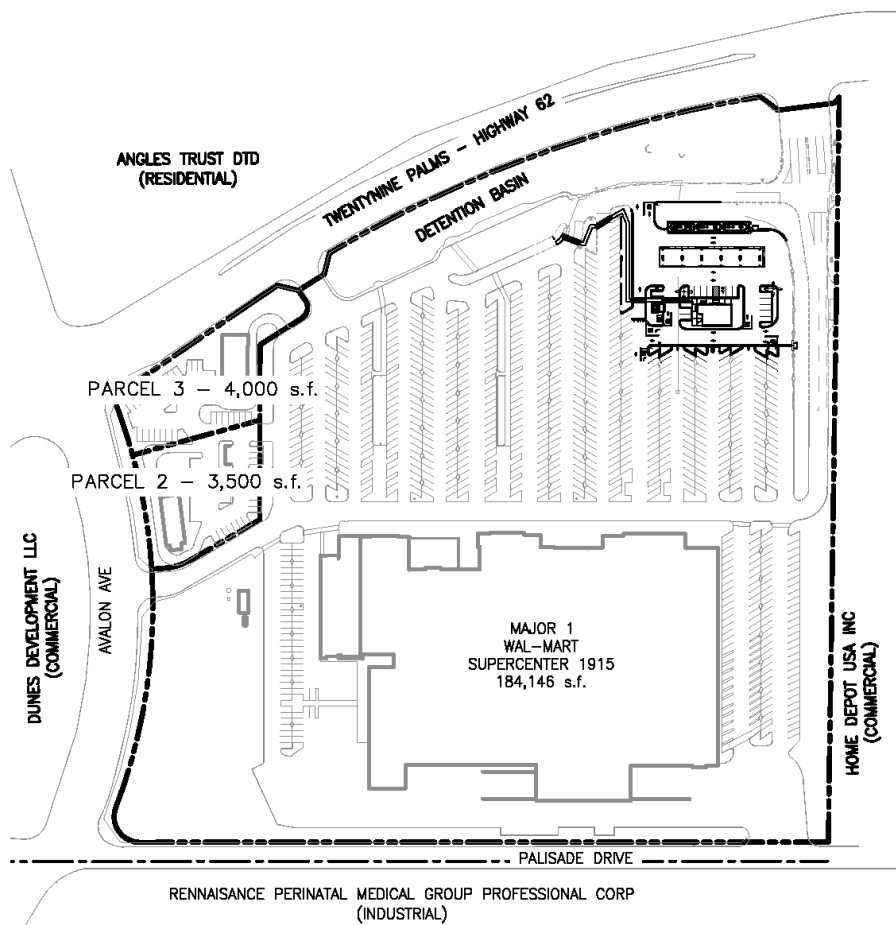 ANGLES TRUST DTD
(RESIDENTIAL)
TWENTYNINE PALMS - HIGHWAY 62
DETENTION BASIN
PARCEL 3 - 4,000 s.f.
PARCEL 2 - 3,500 s.f.
DUNES DEVELOPMENT LLC
(COMMERCIAL)
AVALON AVE
MAJOR 1
WAL-MART
SUPERCENTER 1915
184,146 s.f.
HOME DEPOT USA INC
(COMMERCIAL)
PALISADE DRIVE
RENNAISANCE PERINATAL MEDICAL GROUP PROFESSIONAL CORP
(INDUSTRIAL)